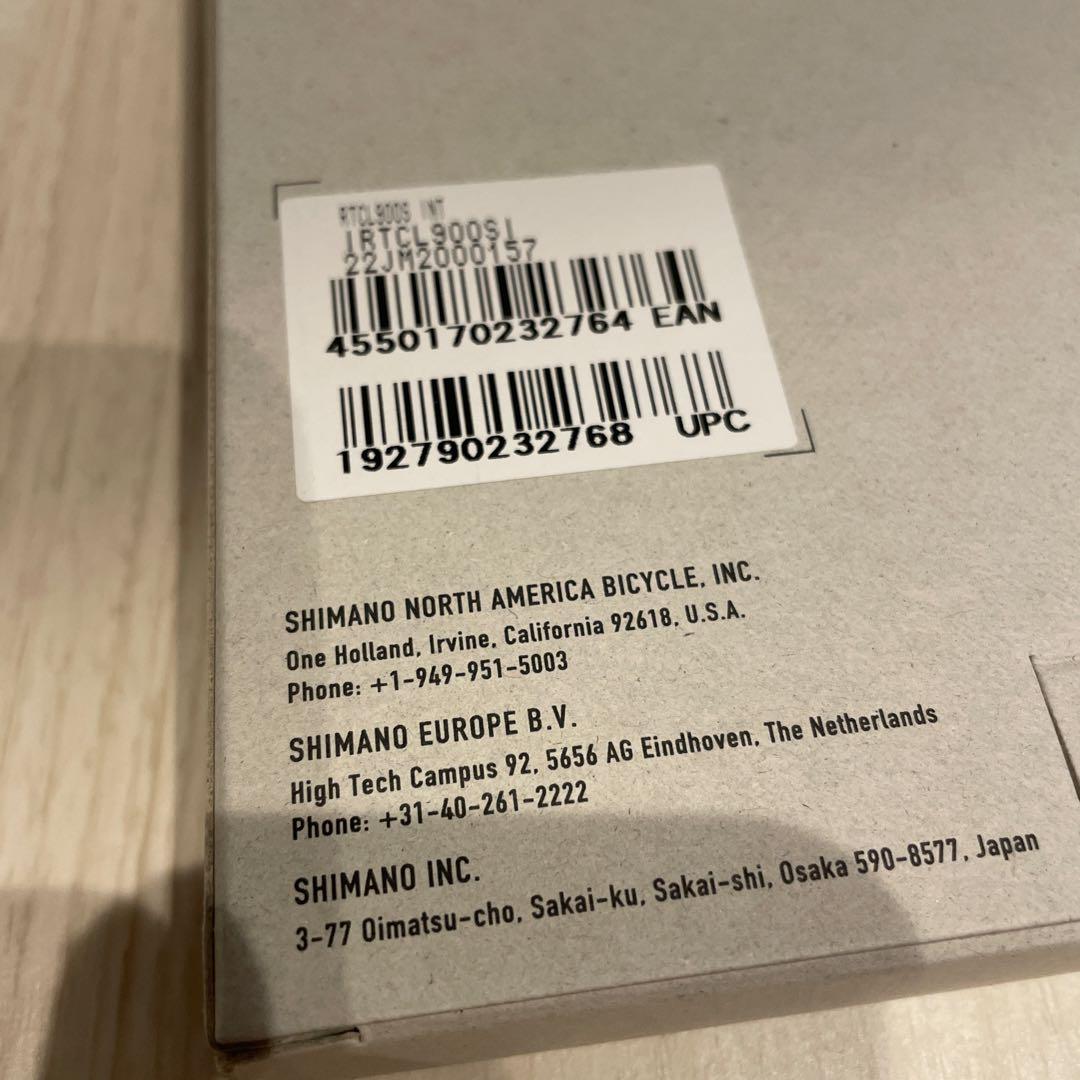 RTCL900S INT
IRTCL900SI
22JM2000157
4550170232764 EAN
192790232768 UPC
SHIMANO NORTH AMERICA BICYCLE, INC.
One Holland, Irvine, California 92618, U.S.A.
Phone: +1-949-951-5003
SHIMANO EUROPE B.V.
High Tech Campus 92, 5656 AG Eindhoven, The Netherlands
Phone: +31-40-261-2222
SHIMANO INC.
3-77 Oimatsu-cho, Sakai-ku, Sakai-shi, Osaka 590-8577, Japan